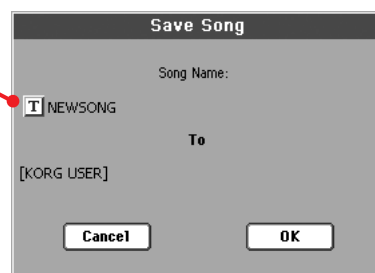 Save Song
Song Name:
T NEWSONG
To
[KORG USER]
Cancel OK